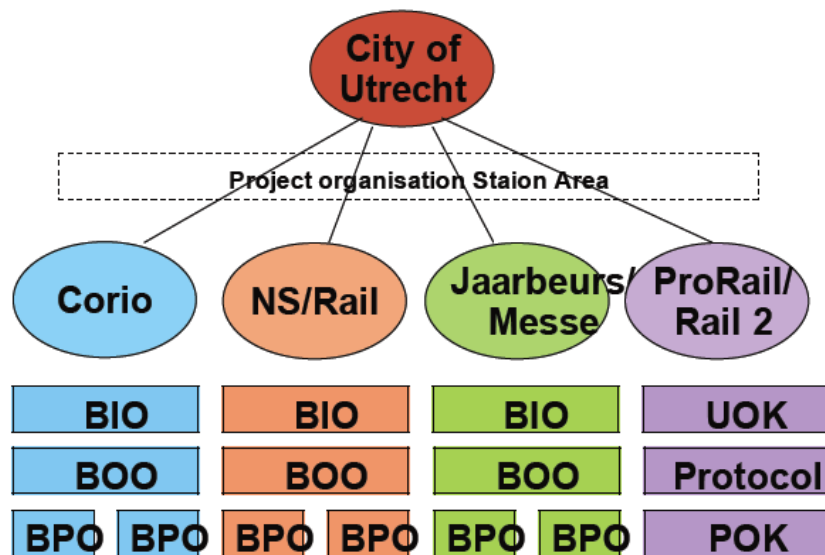 City of
Utrecht
Project organisation Staion Area
Corio
NS/Rail
Jaarbeurs/
Messe
ProRail/
Rail 2
BIO
BIO
BIO
UOK
BOO
BOO
BOO
Protocol
BPO
BPO
BPO
BPO
BPO
BPO
POK